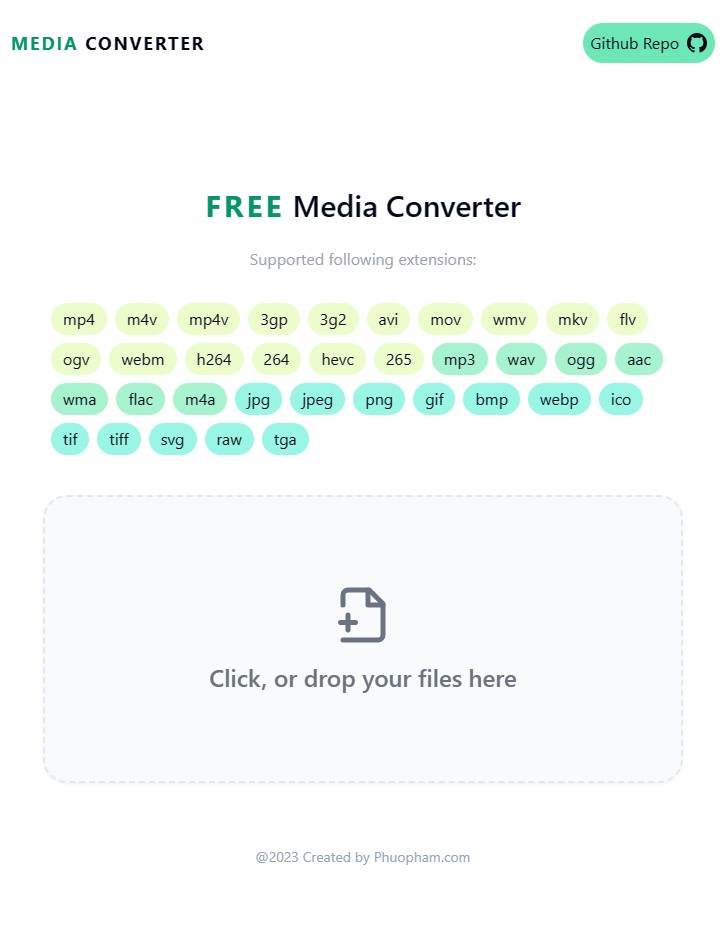 MEDIA CONVERTER
Github Repo
FREE Media Converter
Supported following extensions:
mp4 m4v mp4v 3gp 3g2 avi mov wmv mkv flv
ogv webm h264 264 hevc 265 mp3 wav ogg aac
wma flac m4a jpg jpeg png gif bmp webp ico
tif tiff svg raw tga
Click, or drop your files here
@2023 Created by Phuopham.com